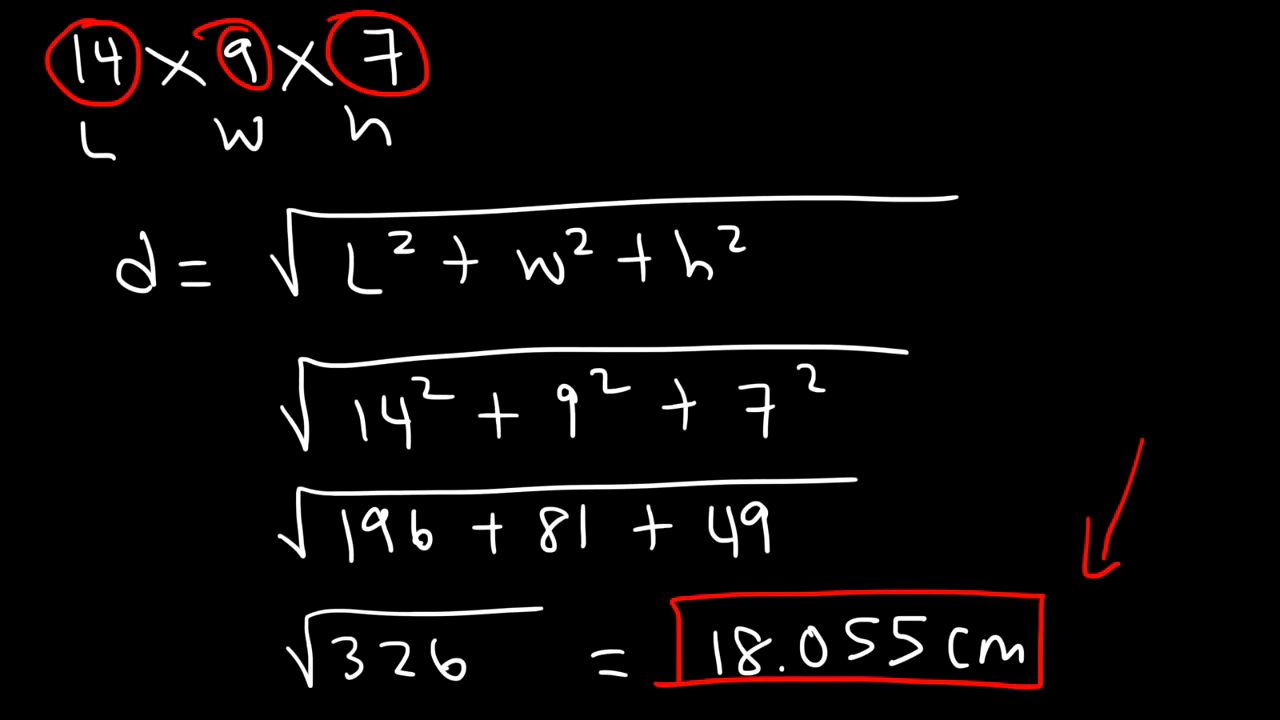 14 × 9 × 7
L w h
d = √L² + w² + h²
√14² + 9² + 7²
√196 + 81 + 49
√326 = 18.055 cm